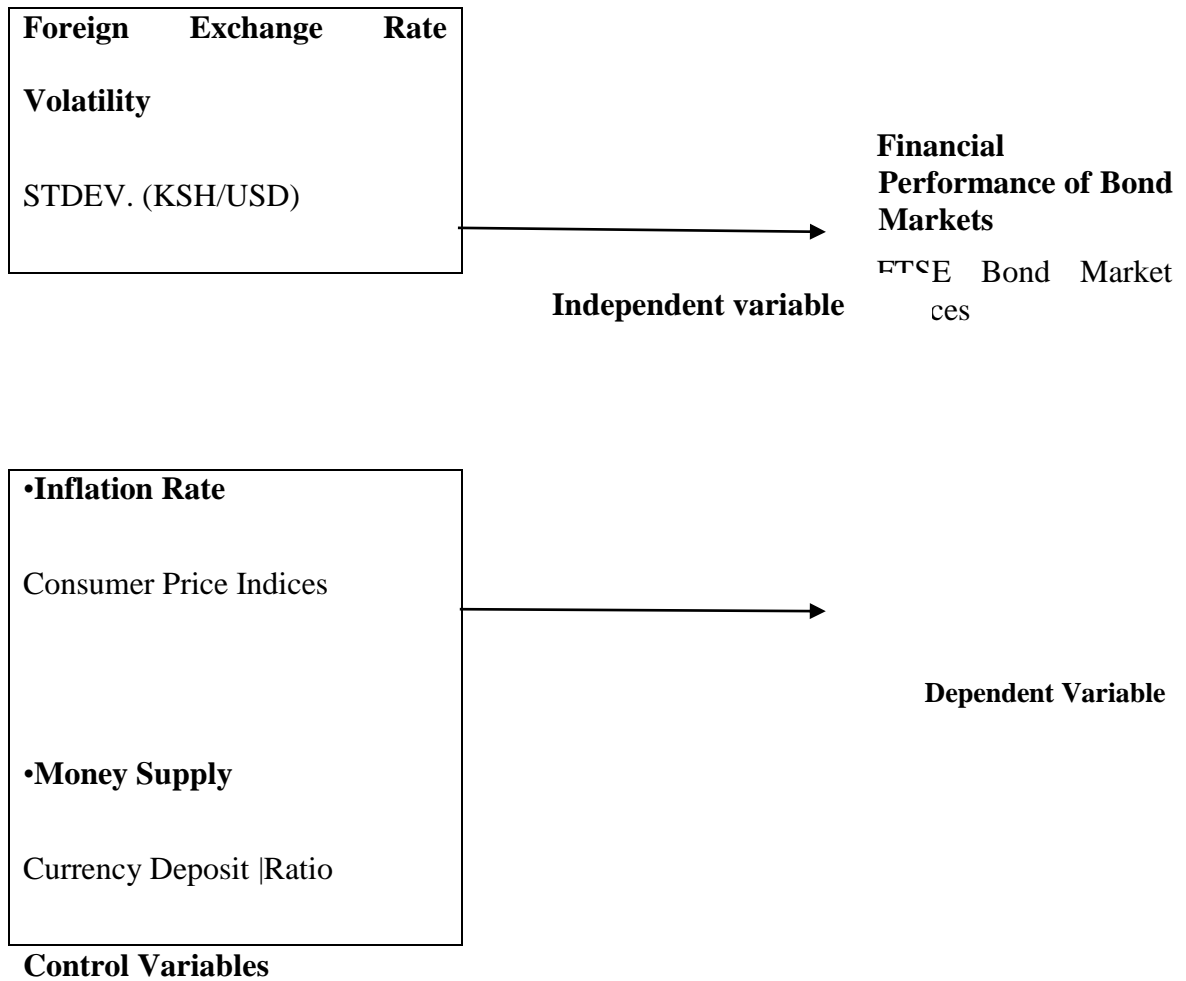 Foreign Exchange Rate
Volatility
STDEV. (KSH/USD)
Financial
Performance of Bond
Markets
Bond Market
Independent variable
•Inflation Rate
Consumer Price Indices
Dependent Variable
•Money Supply
Currency Deposit |Ratio
Control Variables